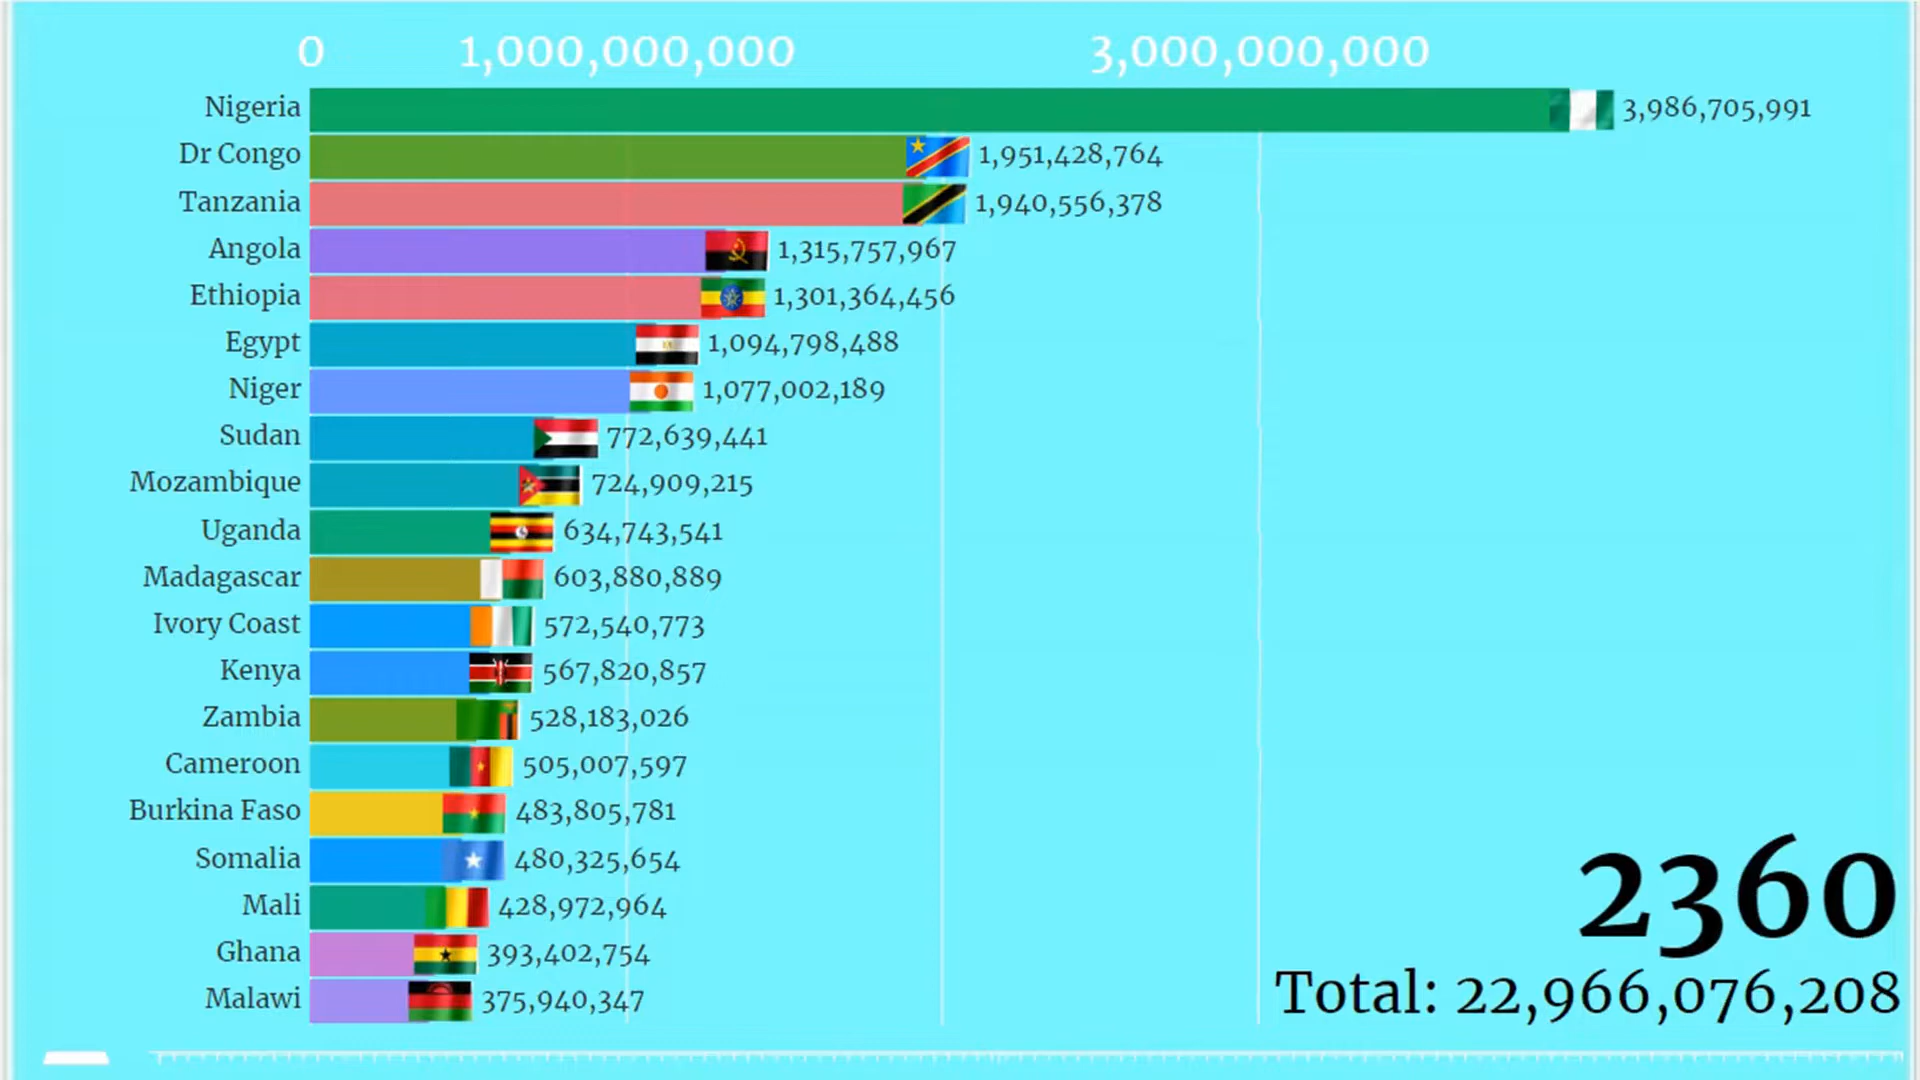 0 1,000,000,000 3,000,000,000
Nigeria 3,986,705,991
Dr Congo 1,951,428,764
Tanzania 1,940,556,378
Angola 1,315,757,967
Ethiopia 1,301,364,456
Egypt 1,094,798,488
Niger 1,077,002,189
Sudan 772,639,441
Mozambique 724,909,215
Uganda 634,743,541
Madagascar 603,880,889
Ivory Coast 572,540,773
Kenya 567,820,857
Zambia 528,183,026
Cameroon 505,007,597
Burkina Faso 483,805,781
Somalia 480,325,654
Mali 428,972,964
Ghana 393,402,754
Malawi 375,940,347
2360
Total: 22,966,076,208